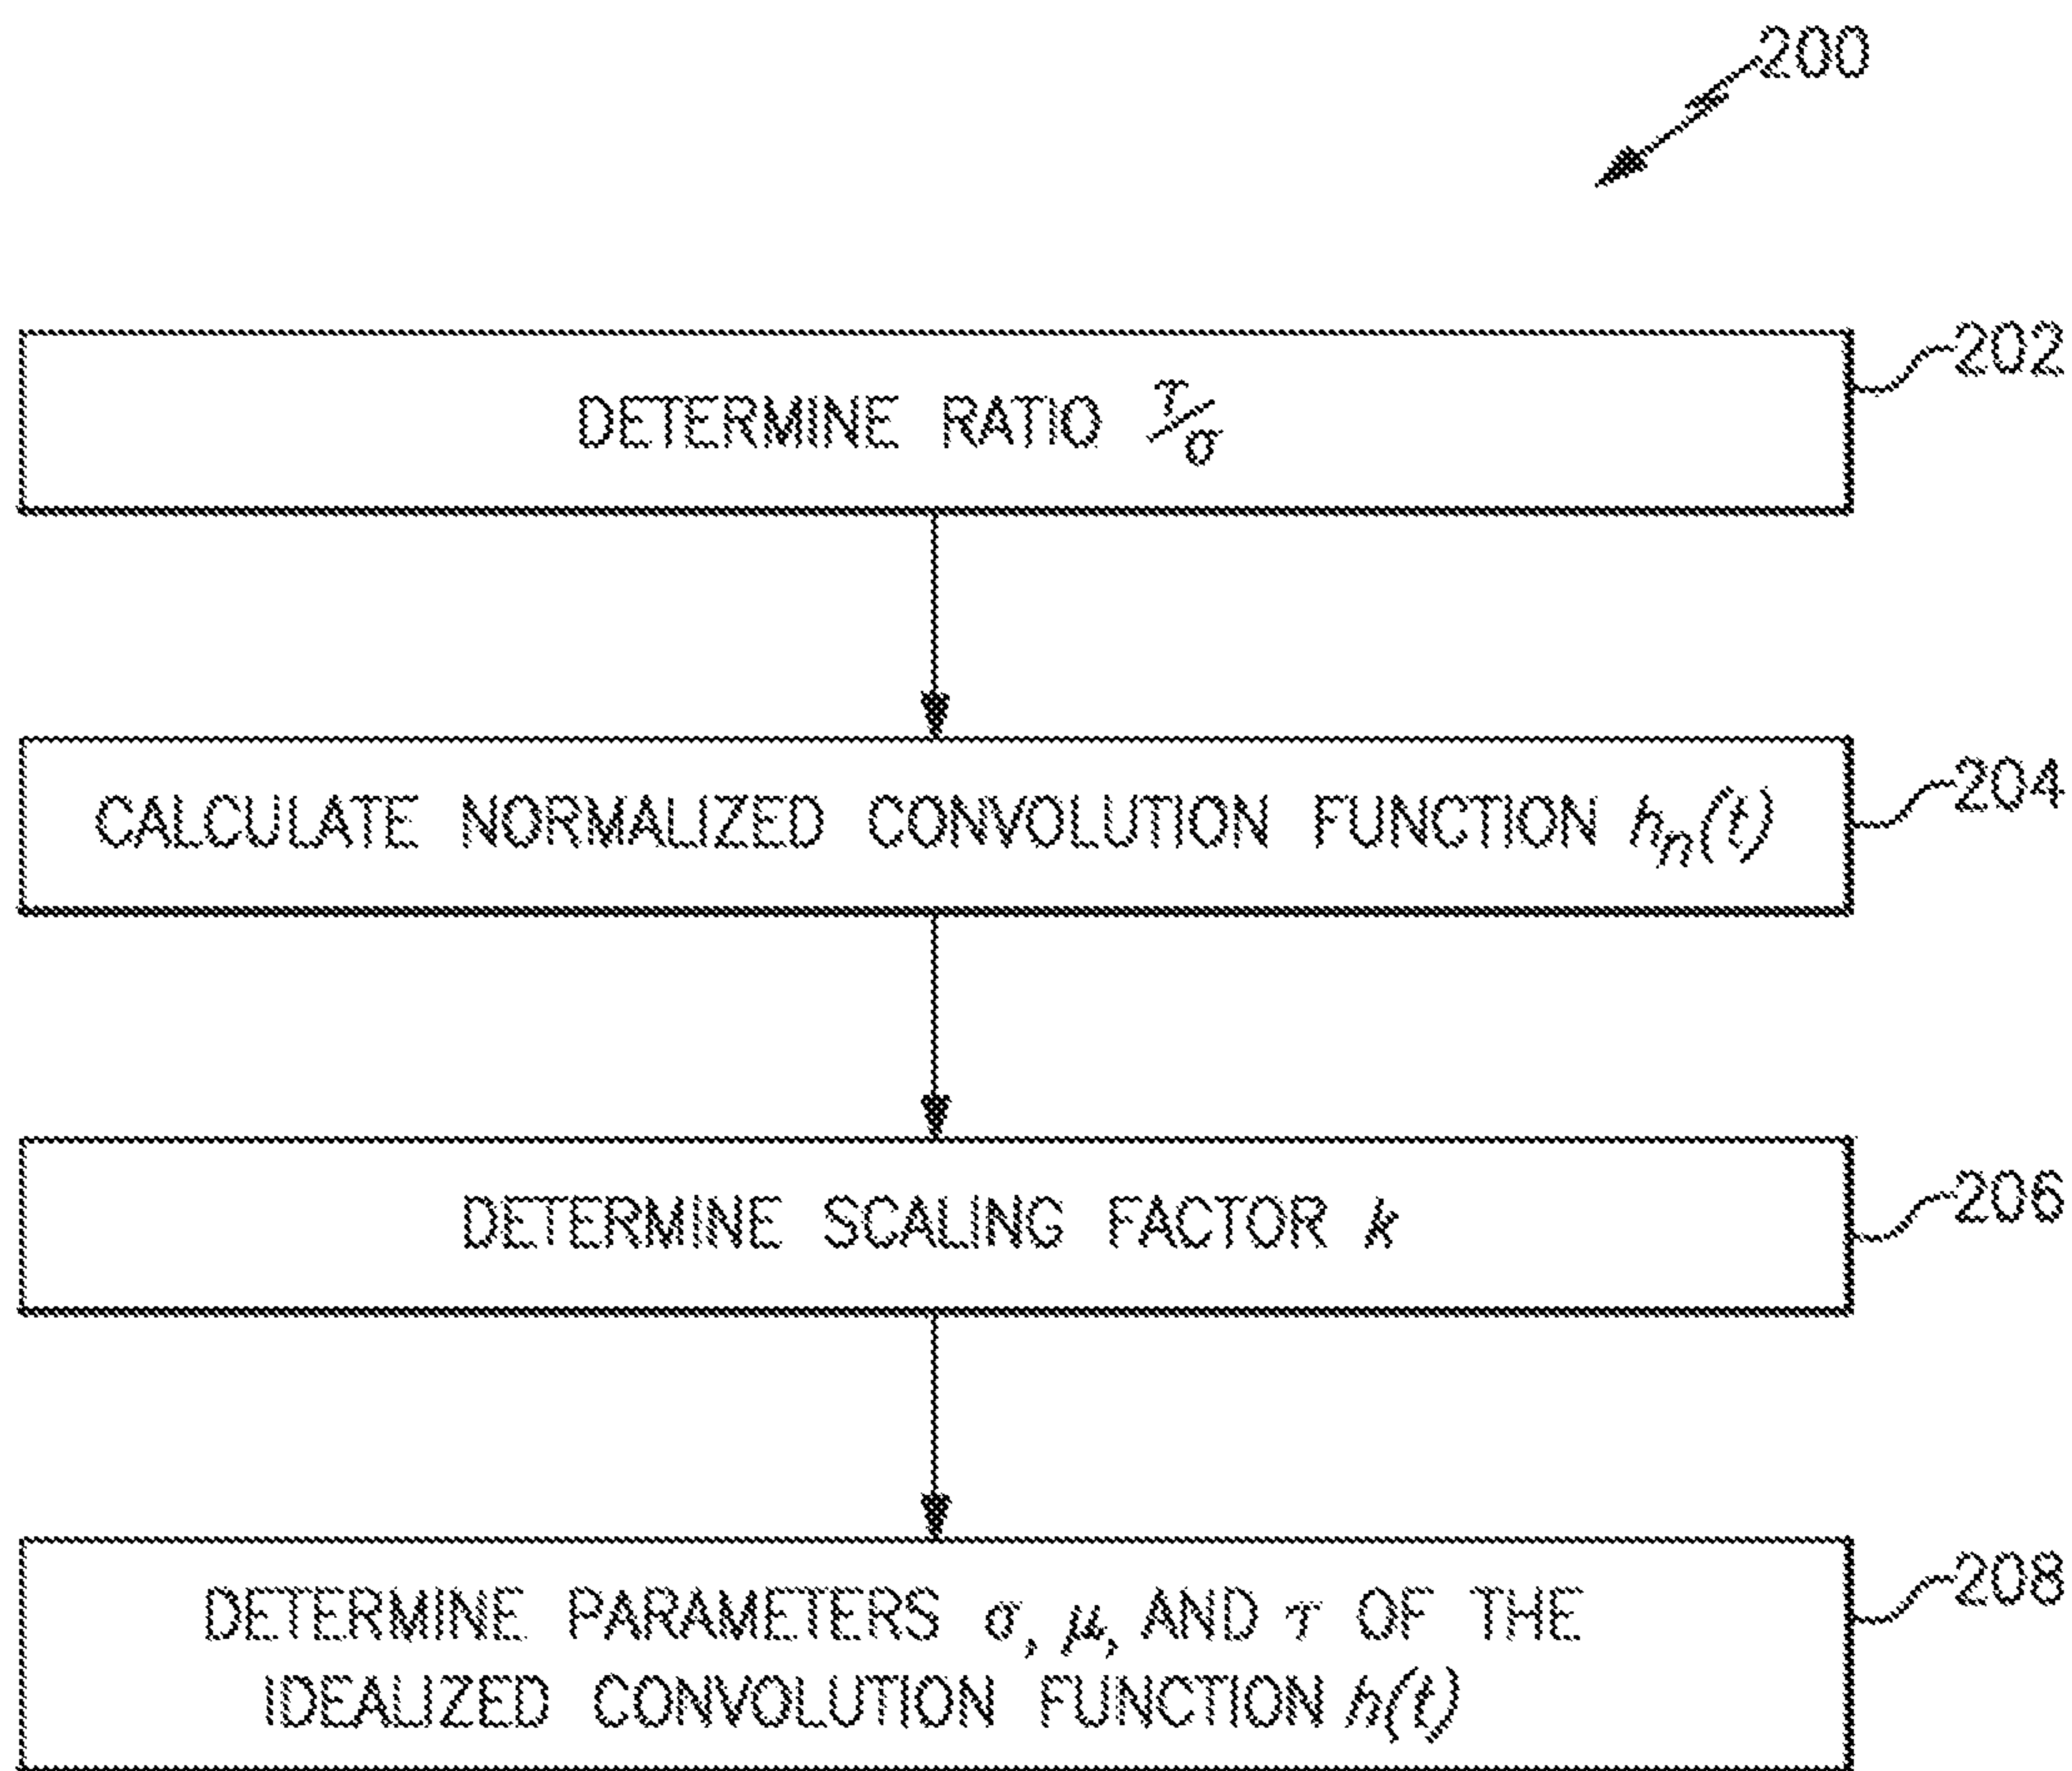 200
DETERMINE RATIO τ/σ
202
CALCULATE NORMALIZED CONVOLUTION FUNCTION hₙ(t)
204
DETERMINE SCALING FACTOR k
206
DETERMINE PARAMETERS σ, μ, AND τ OF THE
IDEALIZED CONVOLUTION FUNCTION h(t)
208